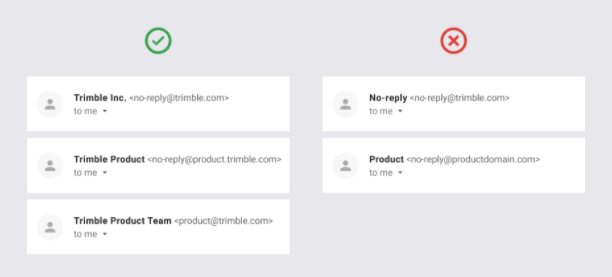 Trimble Inc. <no-reply@trimble.com>
to me
Trimble Product <no-reply@product.trimble.com>
to me
Trimble Product Team <product@trimble.com>
to me
No-reply <no-reply@trimble.com>
to me
Product <no-reply@productdomain.com>
to me